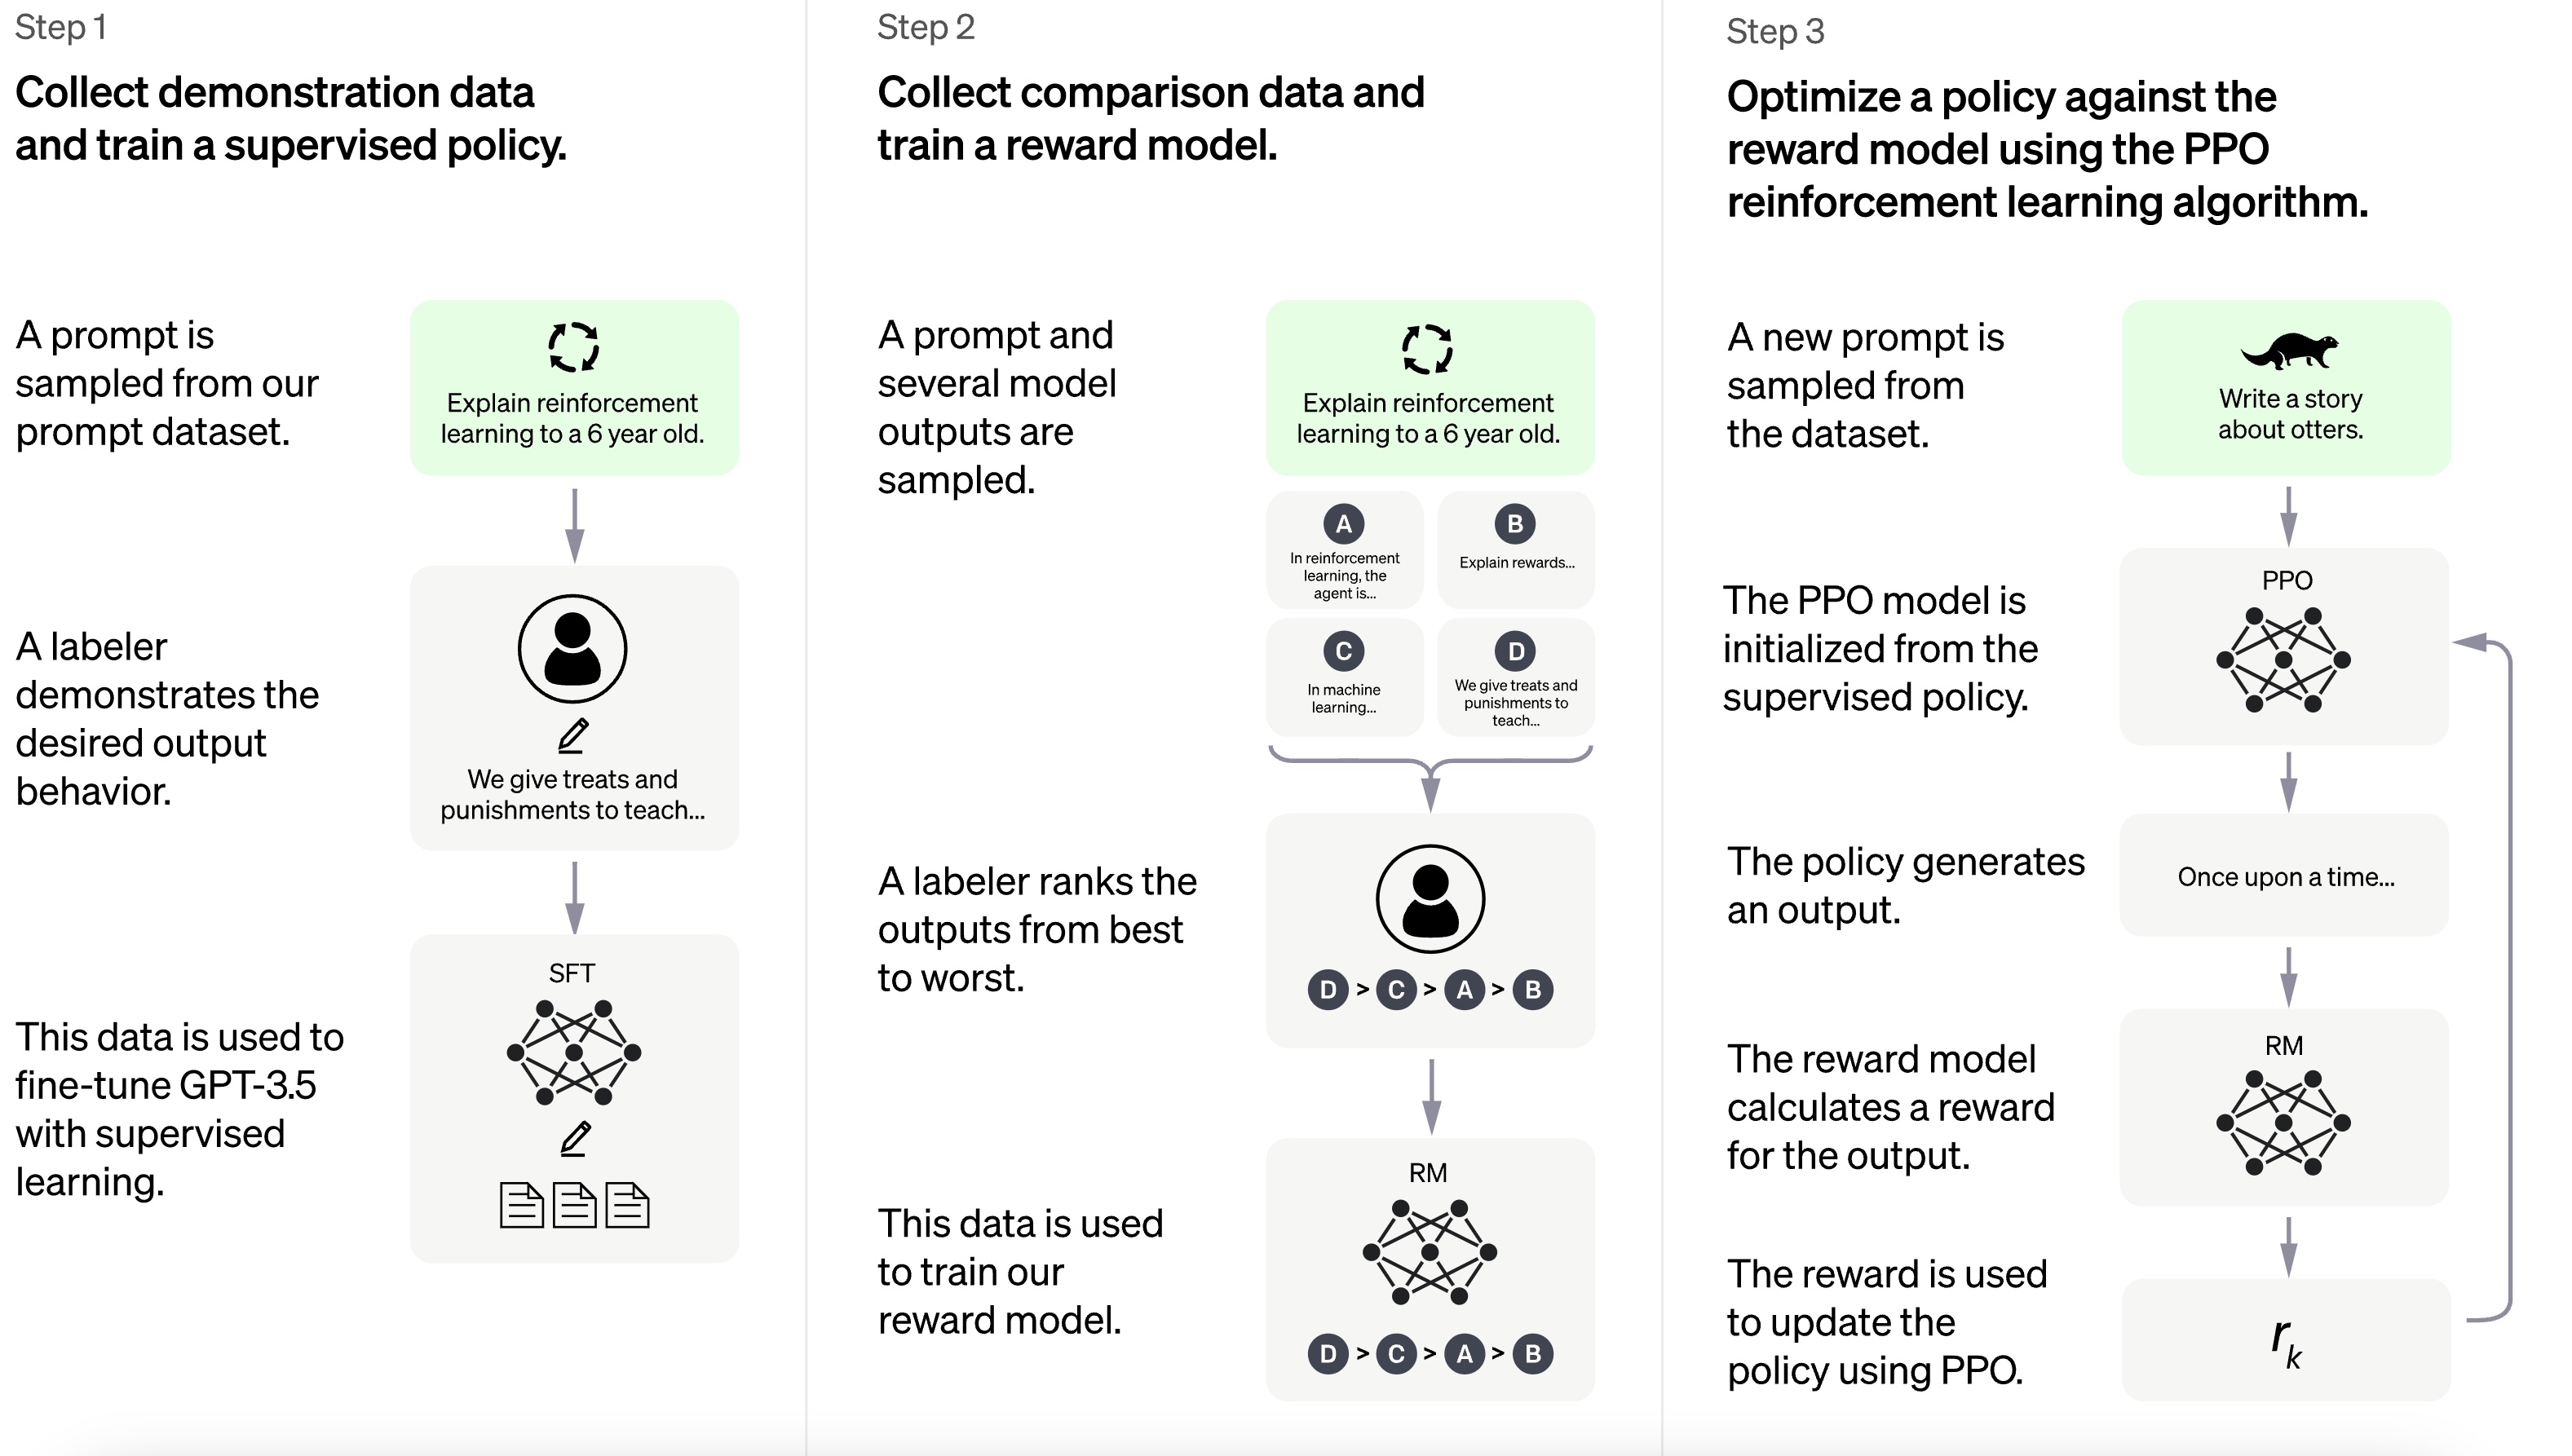 Step 1
Collect demonstration data
and train a supervised policy.
A prompt is
sampled from our
prompt dataset.
Explain reinforcement
learning to a 6 year old.
A labeler
demonstrates the
desired output
behavior.
We give treats and
punishments to teach...
This data is used to
fine-tune GPT-3.5
with supervised
learning.
SFT
Step 2
Collect comparison data and
train a reward model.
A prompt and
several model
outputs are
sampled.
Explain reinforcement
learning to a 6 year old.
A
In reinforcement
learning, the
agent is...
B
Explain rewards...
C
In machine
learning...
D
We give treats and
punishments to
teach...
A labeler ranks the
outputs from best
to worst.
D > C > A > B
This data is used
to train our
reward model.
RM
D > C > A > B
Step 3
Optimize a policy against the
reward model using the PPO
reinforcement learning algorithm.
A new prompt is
sampled from
the dataset.
Write a story
about otters.
The PPO model is
initialized from the
supervised policy.
PPO
The policy generates
an output.
Once upon a time...
The reward model
calculates a reward
for the output.
RM
The reward is used
to update the
policy using PPO.
rk